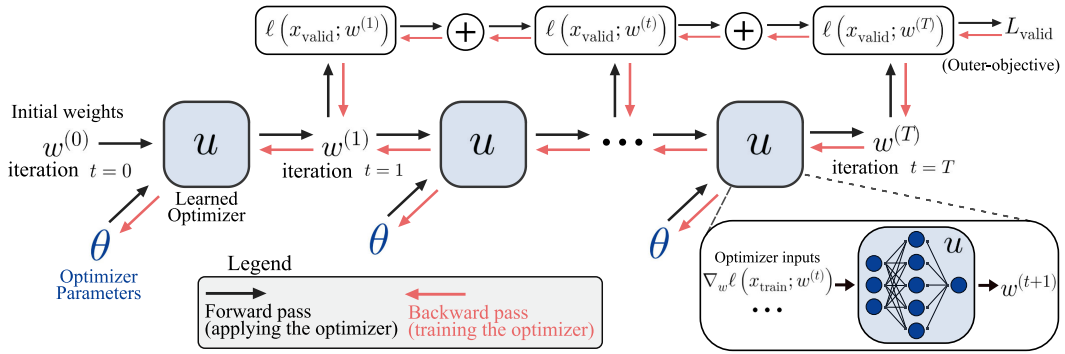 ℓ(x_valid; w^(1))
+
ℓ(x_valid; w^(t))
+
ℓ(x_valid; w^(T))
L_valid
(Outer-objective)
Initial weights
w^(0)
iteration t = 0
u
Learned
Optimizer
w^(1)
iteration t = 1
u
···
u
w^(T)
iteration t = T
θ
Optimizer
Parameters
θ
θ
Legend
Forward pass
(applying the optimizer)
Backward pass
(training the optimizer)
Optimizer inputs
∇_w ℓ(x_train; w^(t))
···
u
w^(t+1)